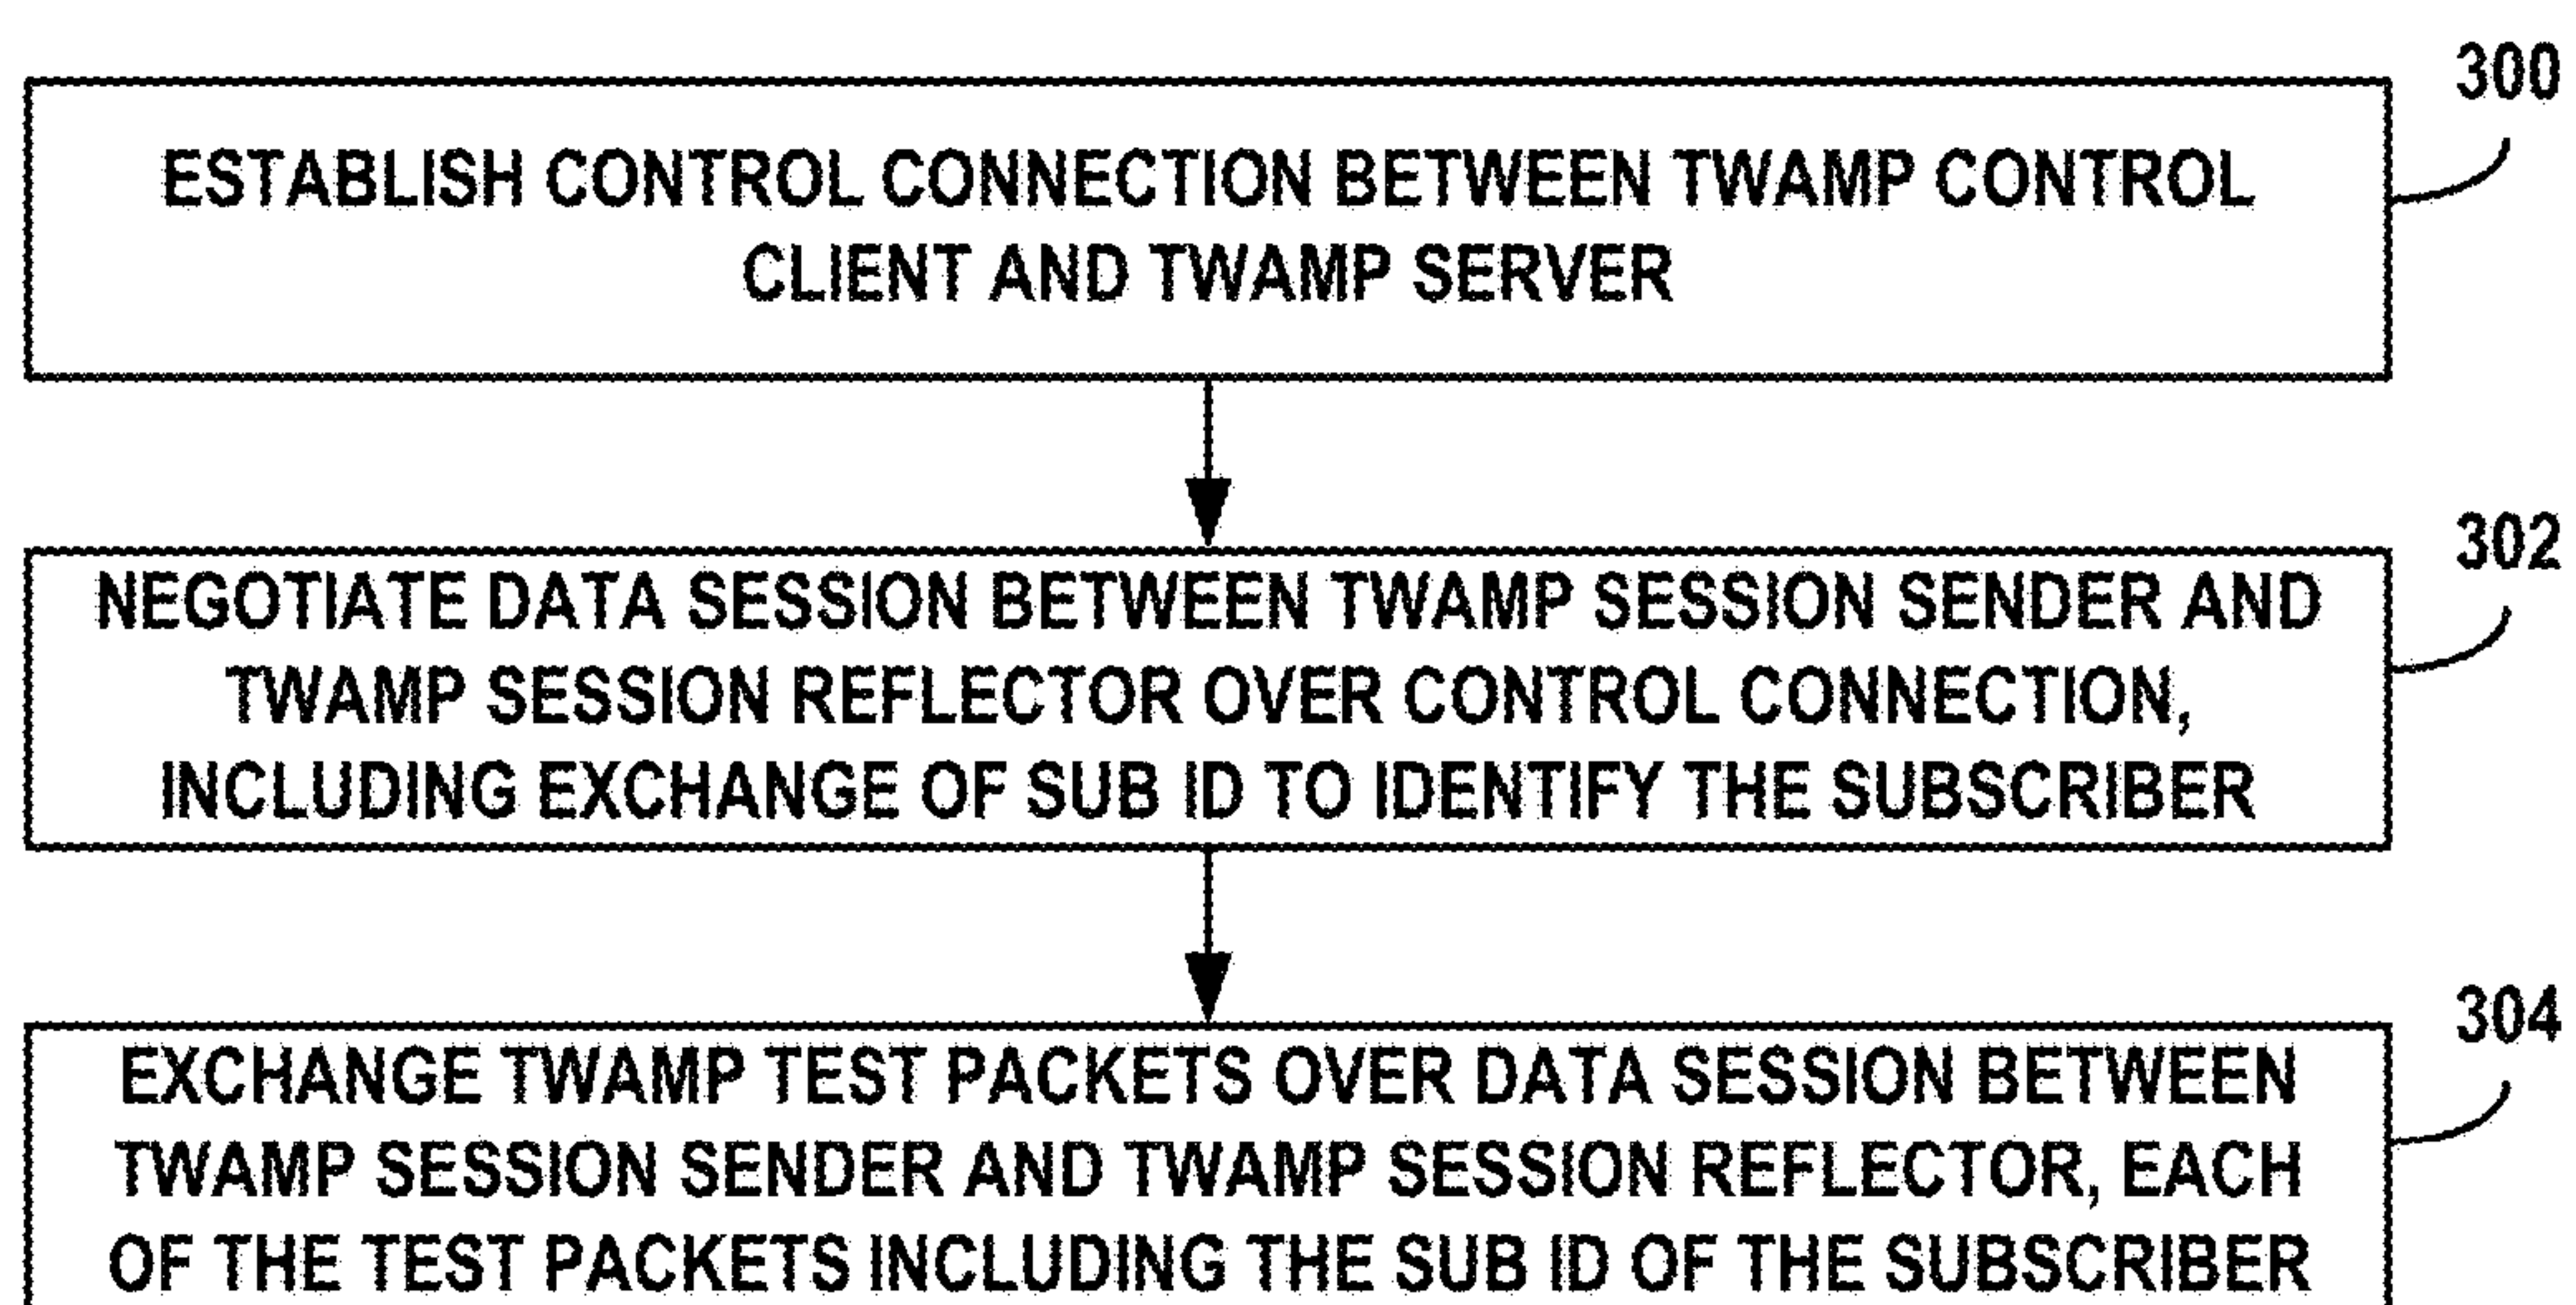 300
ESTABLISH CONTROL CONNECTION BETWEEN TWAMP CONTROL
CLIENT AND TWAMP SERVER
302
NEGOTIATE DATA SESSION BETWEEN TWAMP SESSION SENDER AND
TWAMP SESSION REFLECTOR OVER CONTROL CONNECTION,
INCLUDING EXCHANGE OF SUB ID TO IDENTIFY THE SUBSCRIBER
304
EXCHANGE TWAMP TEST PACKETS OVER DATA SESSION BETWEEN
TWAMP SESSION SENDER AND TWAMP SESSION REFLECTOR, EACH
OF THE TEST PACKETS INCLUDING THE SUB ID OF THE SUBSCRIBER